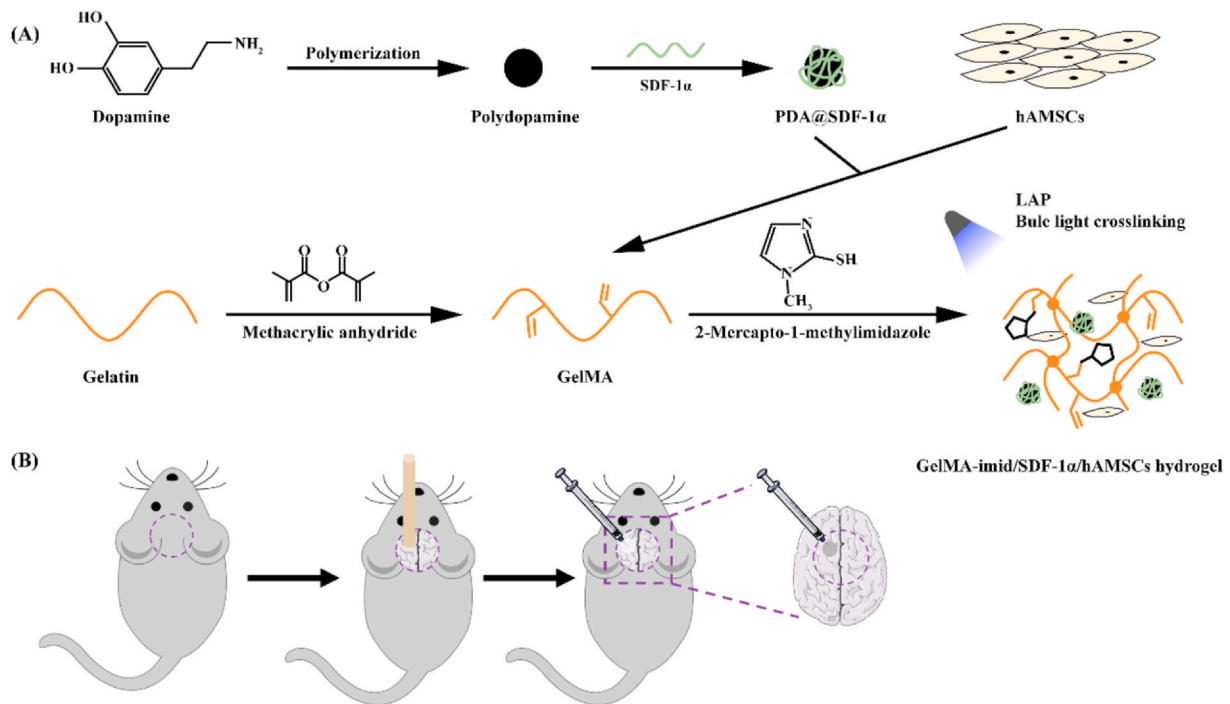 (A)
HO
HO
NH2
Dopamine
Polymerization
Polydopamine
SDF-1α
PDA@SDF-1α
hAMSCs
LAP
Bule light crosslinking
O
O
O
Methacrylic anhydride
Gelatin
GelMA
N
N
SH
CH3
2-Mercapto-1-methylimidazole
GelMA-imid/SDF-1α/hAMSCs hydrogel
(B)